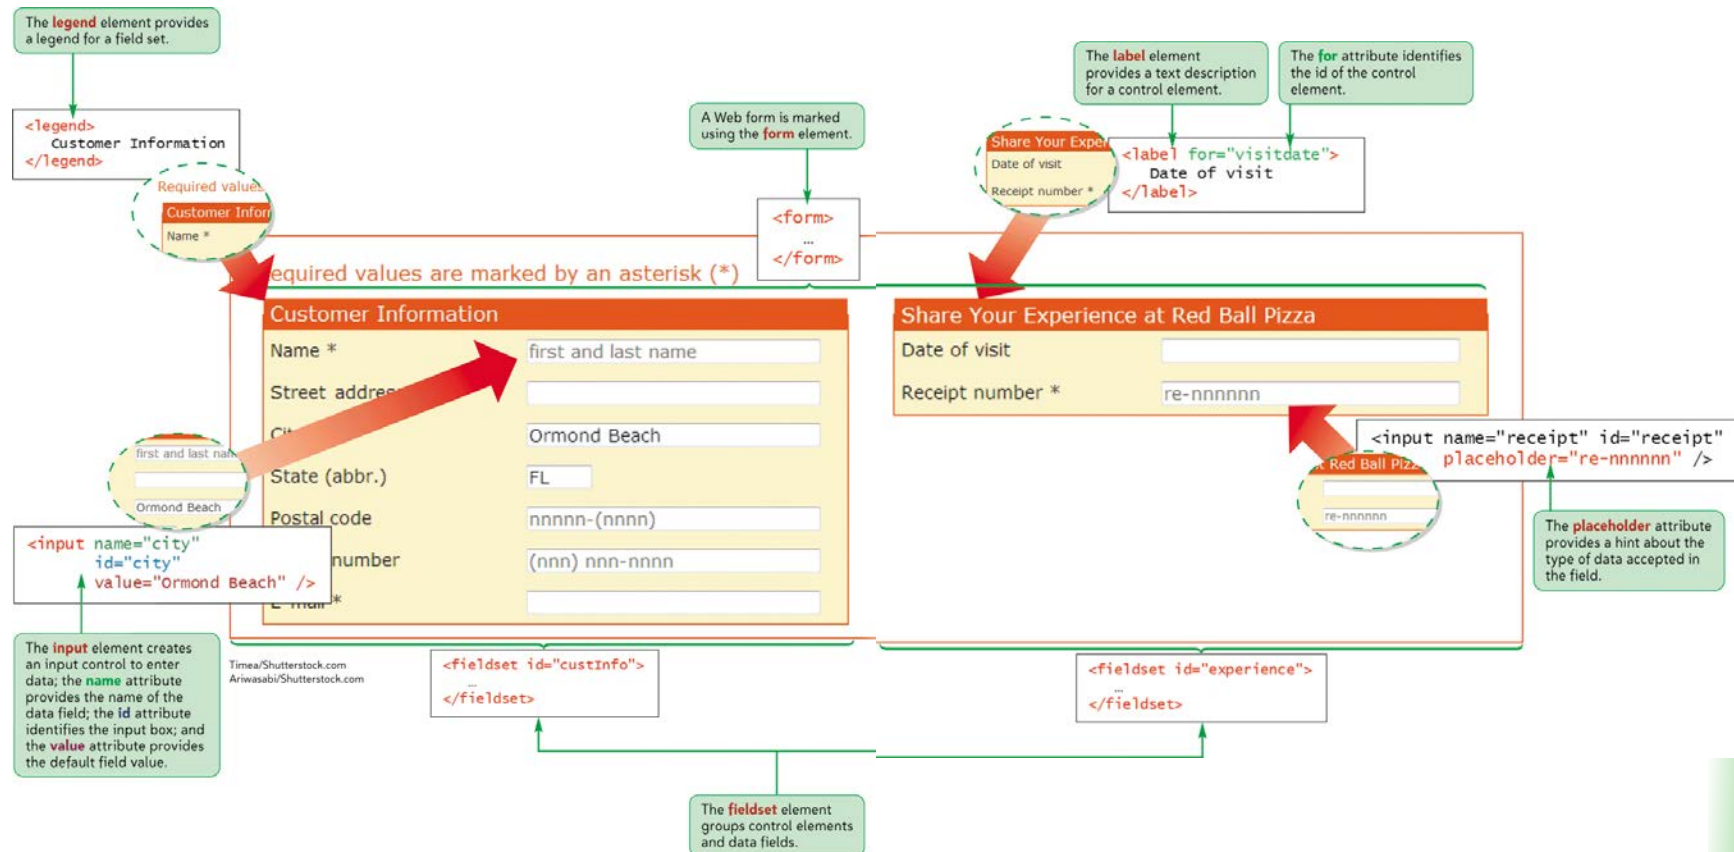 The legend element provides
a legend for a field set.
<legend>
Customer Information
</legend>
Required values
Customer Infor
Name *
A Web form is marked
using the form element.
<form>
...
</form>
The label element
provides a text description
for a control element.
The for attribute identifies
the id of the control
element.
Share Your Exper
Date of visit
Receipt number *
<label for="visitdate">
Date of visit
</label>
equired values are marked by an asterisk (*)
Customer Information
Name *
first and last name
Street addres
City
Ormond Beach
State (abbr.)
FL
Postal code
nnnnn-(nnnn)
number
(nnn) nnn-nnnn
E-mail *
Share Your Experience at Red Ball Pizza
Date of visit
Receipt number *
re-nnnnnn
first and last nam
Ormond Beach
<input name="city"
id="city"
value="Ormond Beach" />
The input element creates
an input control to enter
data; the name attribute
provides the name of the
data field; the id attribute
identifies the input box; and
the value attribute provides
the default field value.
<input name="receipt" id="receipt"
placeholder="re-nnnnnn" />
t Red Ball Pizz
re-nnnnnn
The placeholder attribute
provides a hint about the
type of data accepted in
the field.
Timea/Shutterstock.com
Ariwasabi/Shutterstock.com
<fieldset id="custInfo">
...
</fieldset>
<fieldset id="experience">
...
</fieldset>
The fieldset element
groups control elements
and data fields.